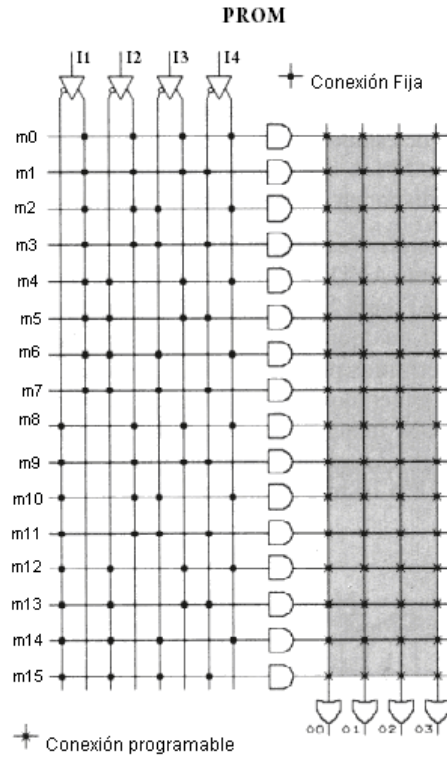 PROM
I1 I2 I3 I4
Conexión Fija
m0
m1
m2
m3
m4
m5
m6
m7
m8
m9
m10
m11
m12
m13
m14
m15
o0 o1 o2 o3
Conexión programable